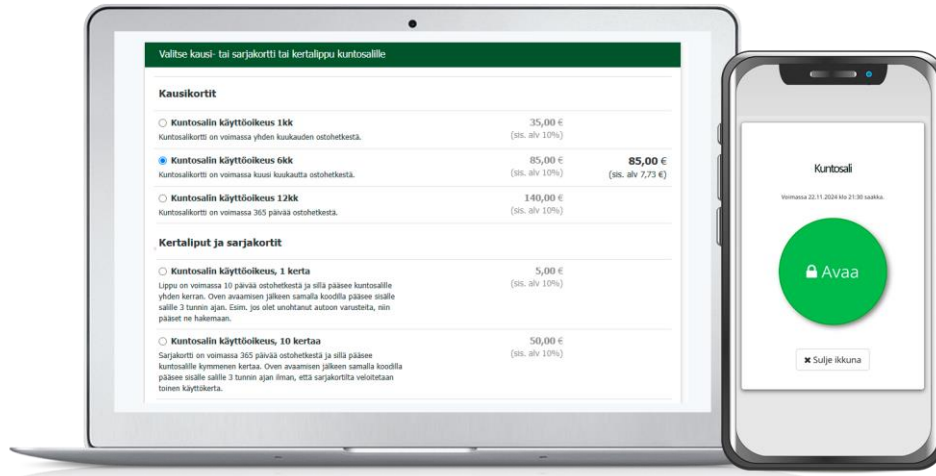 Valitse kausi- tai sarjakortti tai kertalippu kuntosalille
Kausikortit
Kuntosalin käyttöoikeus 1kk
35,00 €
Kuntosalikortti on voimassa yhden kuukauden ostohetkestä.
(sis. alv 10%)
Kuntosalin käyttöoikeus 6kk
85,00 €
85,00 €
Kuntosalikortti on voimassa kuusi kuukautta ostohetkestä.
(sis. alv 10%)
(sis. alv 7,73 €)
Kuntosalin käyttöoikeus 12kk
140,00 €
Kuntosalikortti on voimassa 365 päivää ostohetkestä.
(sis. alv 10%)
Kertaliput ja sarjakortit
Kuntosalin käyttöoikeus, 1 kerta
5,00 €
Lippu on voimassa 10 päivää ostohetkestä ja sillä pääsee kuntosalille
(sis. alv 10%)
yhden kerran. Oven avaamisen jälkeen samalla koodilla pääsee sisälle
salille 3 tunnin ajan. Esim. jos olet unohtanut autoon varusteita, niin
pääset ne hakemaan.
Kuntosalin käyttöoikeus, 10 kertaa
50,00 €
Sarjakortti on voimassa 365 päivää ostohetkestä ja sillä pääsee
(sis. alv 10%)
kuntosalille kymmenen kertaa. Oven avaamisen jälkeen samalla koodilla
pääsee sisälle salille 3 tunnin ajan ilman, että sarjakortilta veloitetaan
toinen käyttökerta.
Kuntosali
Voimassa 22.11.2024 klo 21:30 saakka.
Avaa
Sulje ikkuna